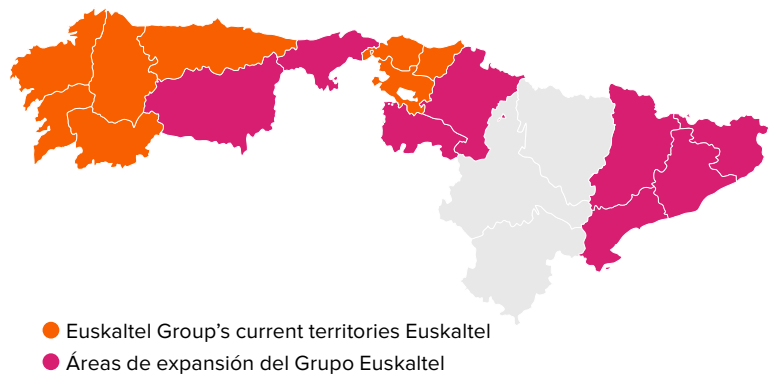 Euskaltel Group's current territories Euskaltel
Áreas de expansión del Grupo Euskaltel